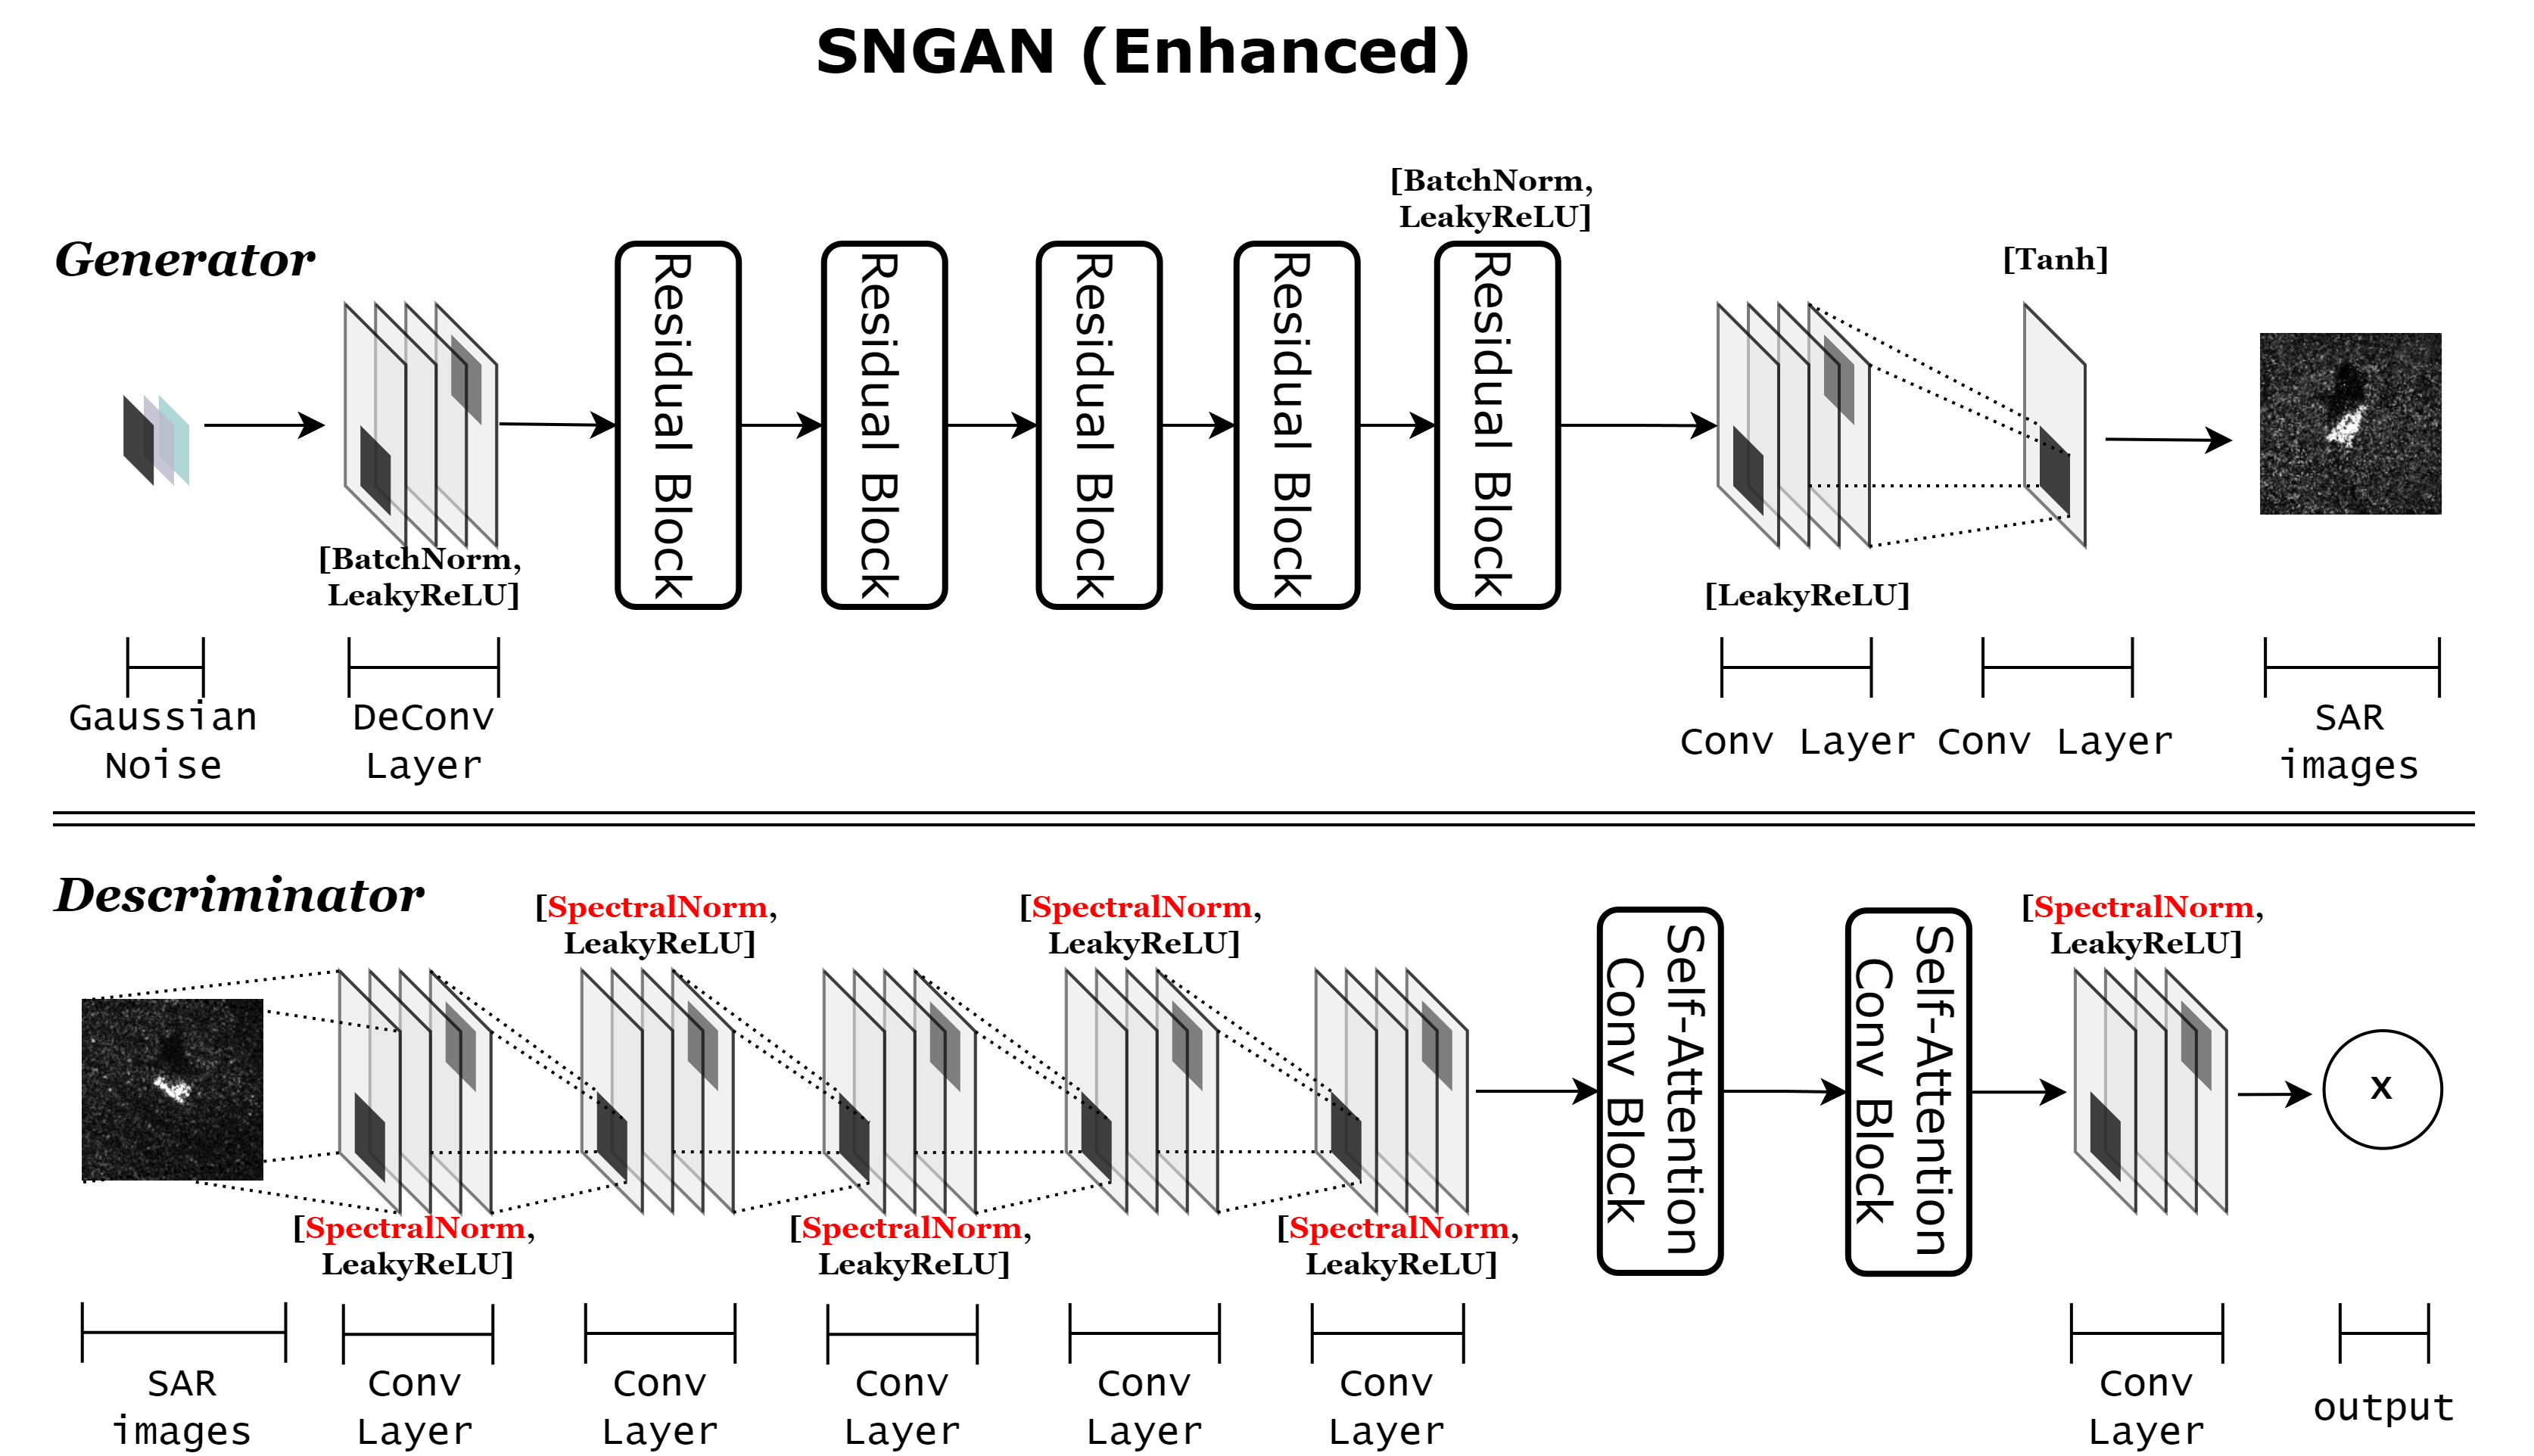 SNGAN (Enhanced)
Generator
[BatchNorm,
LeakyReLU]
Residual Block
Residual Block
Residual Block
Residual Block
[BatchNorm,
LeakyReLU]
Residual Block
[LeakyReLU]
[Tanh]
Gaussian
Noise
DeConv
Layer
Conv Layer
Conv Layer
SAR
images
Descriminator
[SpectralNorm,
LeakyReLU]
[SpectralNorm,
LeakyReLU]
[SpectralNorm,
LeakyReLU]
[SpectralNorm,
LeakyReLU]
[SpectralNorm,
LeakyReLU]
Self-Attention
Conv Block
Self-Attention
Conv Block
[SpectralNorm,
LeakyReLU]
x
SAR
images
Conv
Layer
Conv
Layer
Conv
Layer
Conv
Layer
Conv
Layer
Conv
Layer
output